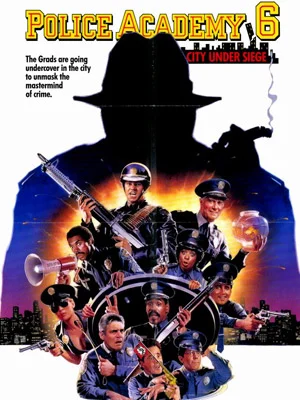 POLICE ACADEMY 6
CITY UNDER SIEGE
The Grads are going
undercover in the city
to unmask the
mastermind
of crime.